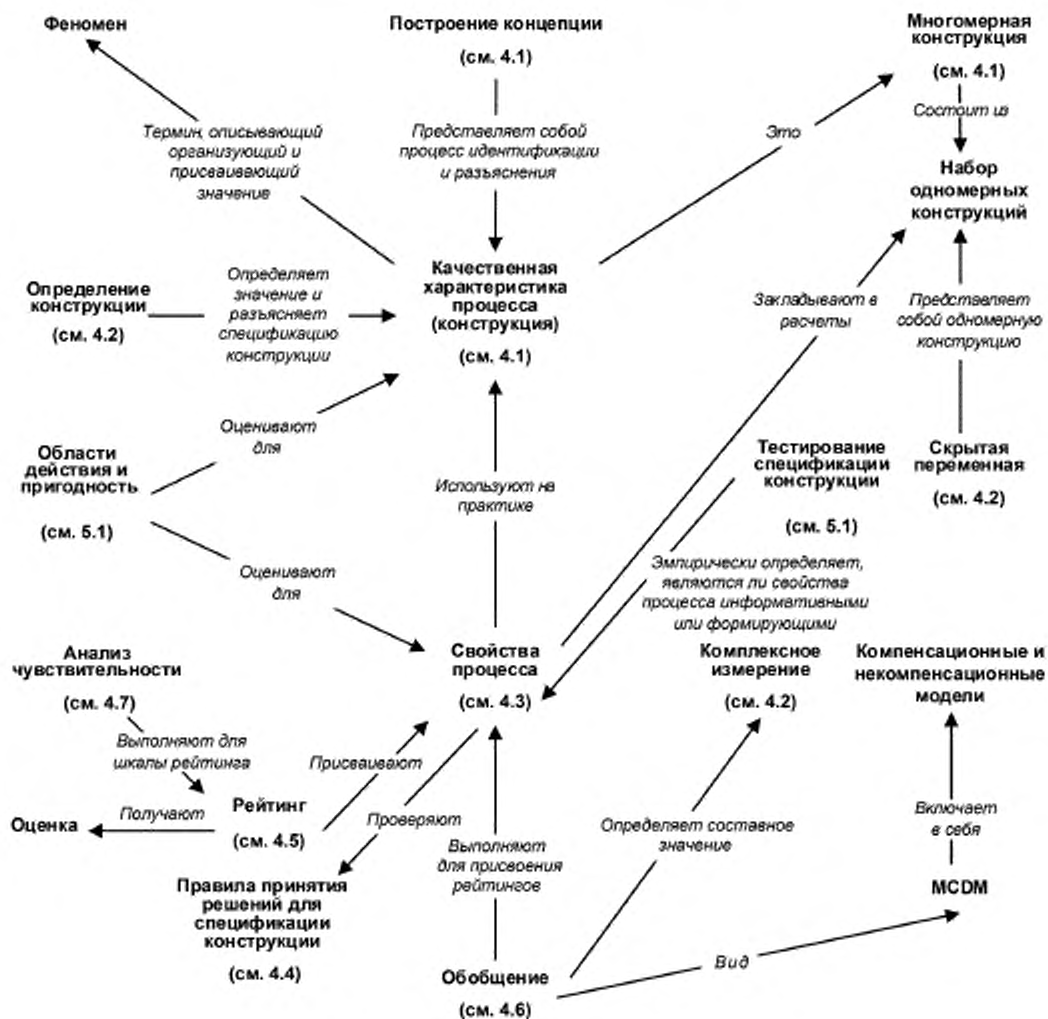 Феномен
Построение концепции
(см. 4.1)
Многомерная
конструкция
(см. 4.1)
Термин, описывающий
организующий и
присваивающий
значение
Представляет собой
процесс идентификации
и разъяснения
Это
Состоит из
Набор
одномерных
конструкций
Определение
конструкции
(см. 4.2)
Определяет
значение и
разъясняет
спецификацию
конструкции
Качественная
характеристика
процесса
(конструкция)
(см. 4.1)
Закладывают в
расчеты
Представляет
собой одномерную
конструкцию
Оценивают
для
Области
действия и
пригодность
(см. 5.1)
Используют на
практике
Тестирование
спецификации
конструкции
(см. 5.1)
Скрытая
переменная
(см. 4.2)
Оценивают
для
Эмпирически определяет,
являются ли свойства
процесса информативными
или формирующими
Анализ
чувствительности
(см. 4.7)
Свойства
процесса
(см. 4.3)
Комплексное
измерение
(см. 4.2)
Компенсационные и
некомпенсационные
модели
Выполняют для
шкалы рейтинга
Присваивают
Оценка
Получают
Рейтинг
(см. 4.5)
Проверяют
Выполняют
для присвоения
рейтингов
Определяет составное
значение
Включает
в себя
Правила принятия
решений для
спецификации
конструкции
(см. 4.4)
MCDM
Обобщение
(см. 4.6)
Вид